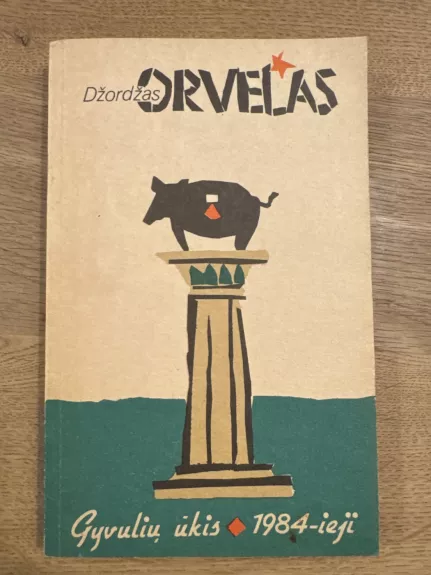 Džordžas ORVELAS
Gyvulių ūkis ◆ 1984-ieji